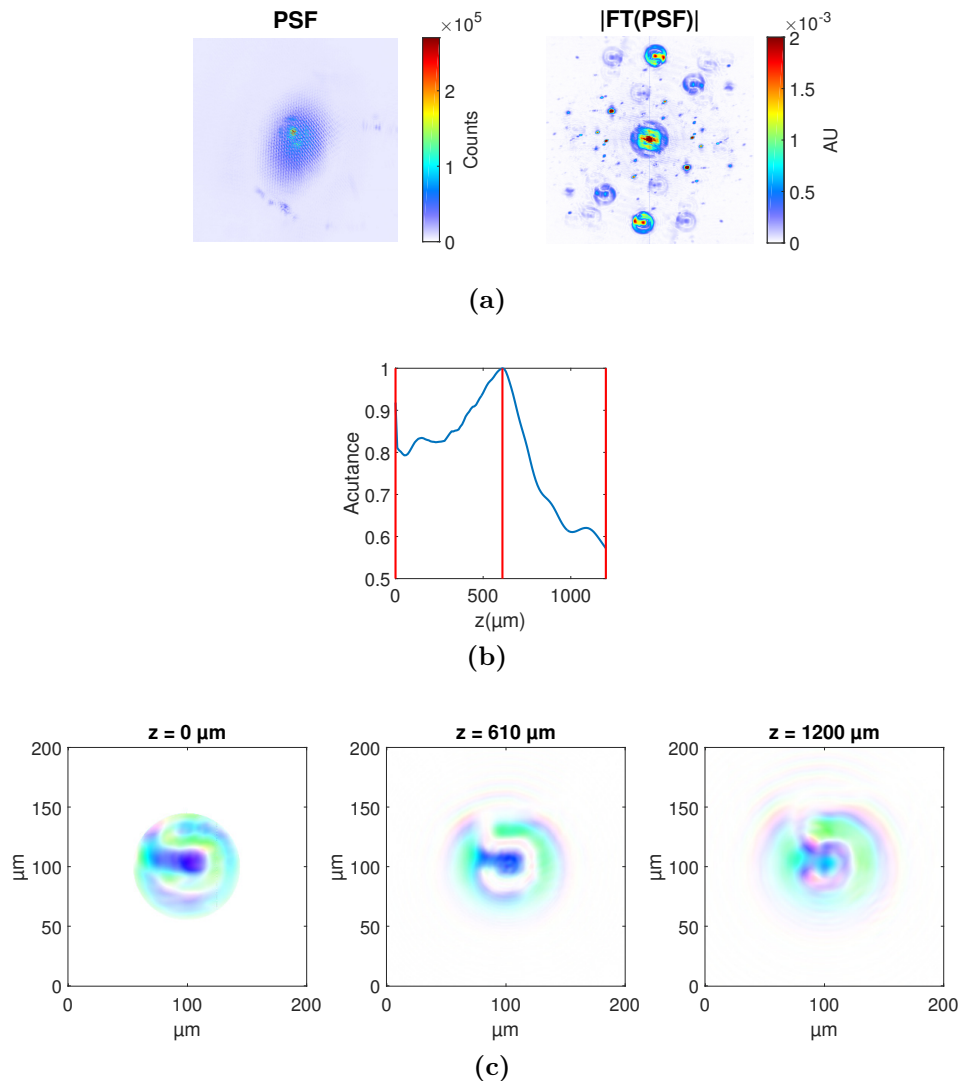 PSF
×10⁵
2
1
0
Counts
|FT(PSF)|
×10⁻³
2
1.5
1
0.5
0
AU
(a)
1
0.9
0.8
0.7
0.6
0.5
Acutance
0 500 1000
z(μm)
(b)
z = 0 μm
200
150
100
50
0
μm
0 100 200
μm
z = 610 μm
200
150
100
50
0
μm
0 100 200
μm
z = 1200 μm
200
150
100
50
0
μm
0 100 200
μm
(c)